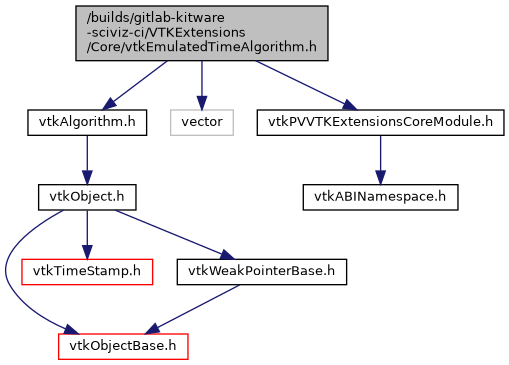 /builds/gitlab-kitware
-sciviz-ci/VTKExtensions
/Core/vtkEmulatedTimeAlgorithm.h
vtkAlgorithm.h
vector
vtkPVVTKExtensionsCoreModule.h
vtkObject.h
vtkABINamespace.h
vtkTimeStamp.h
vtkWeakPointerBase.h
vtkObjectBase.h